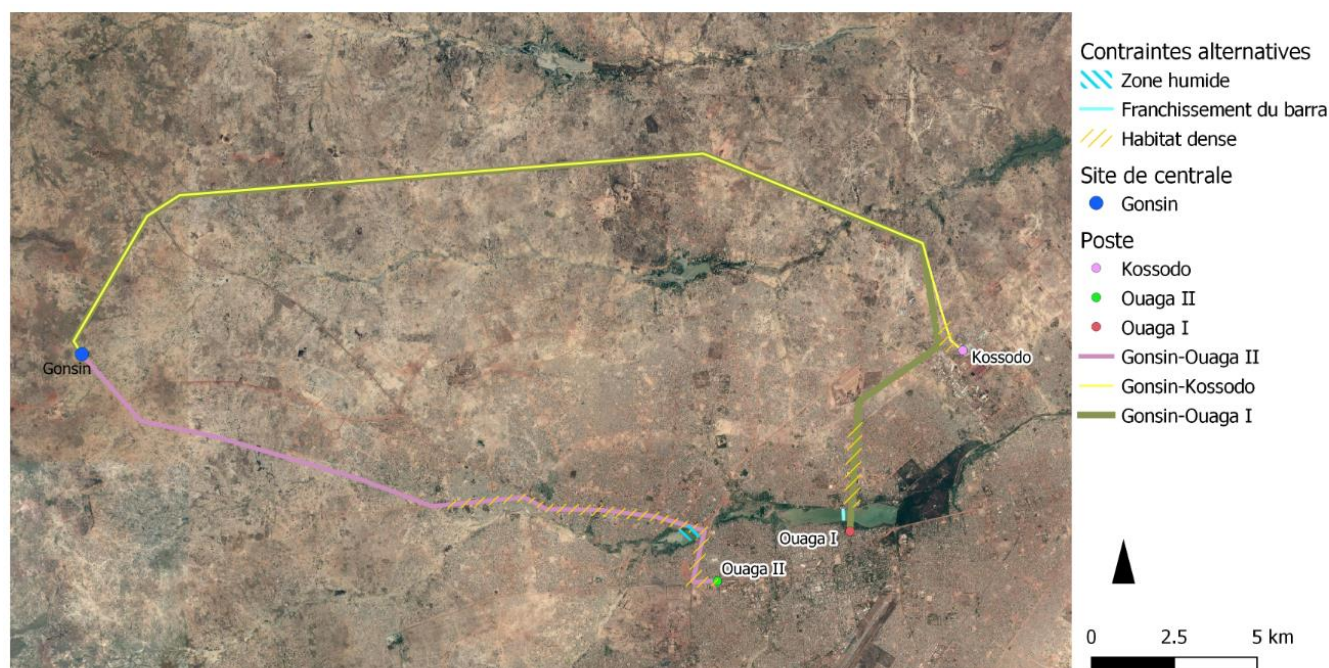 Contraintes alternatives
Zone humide
Franchissement du barra
Habitat dense
Site de centrale
Gonsin
Poste
Kossodo
Ouaga II
Ouaga I
Gonsin-Ouaga II
Gonsin-Kossodo
Gonsin-Ouaga I
Gonsin
Kossodo
Ouaga I
Ouaga II
0 2.5 5 km